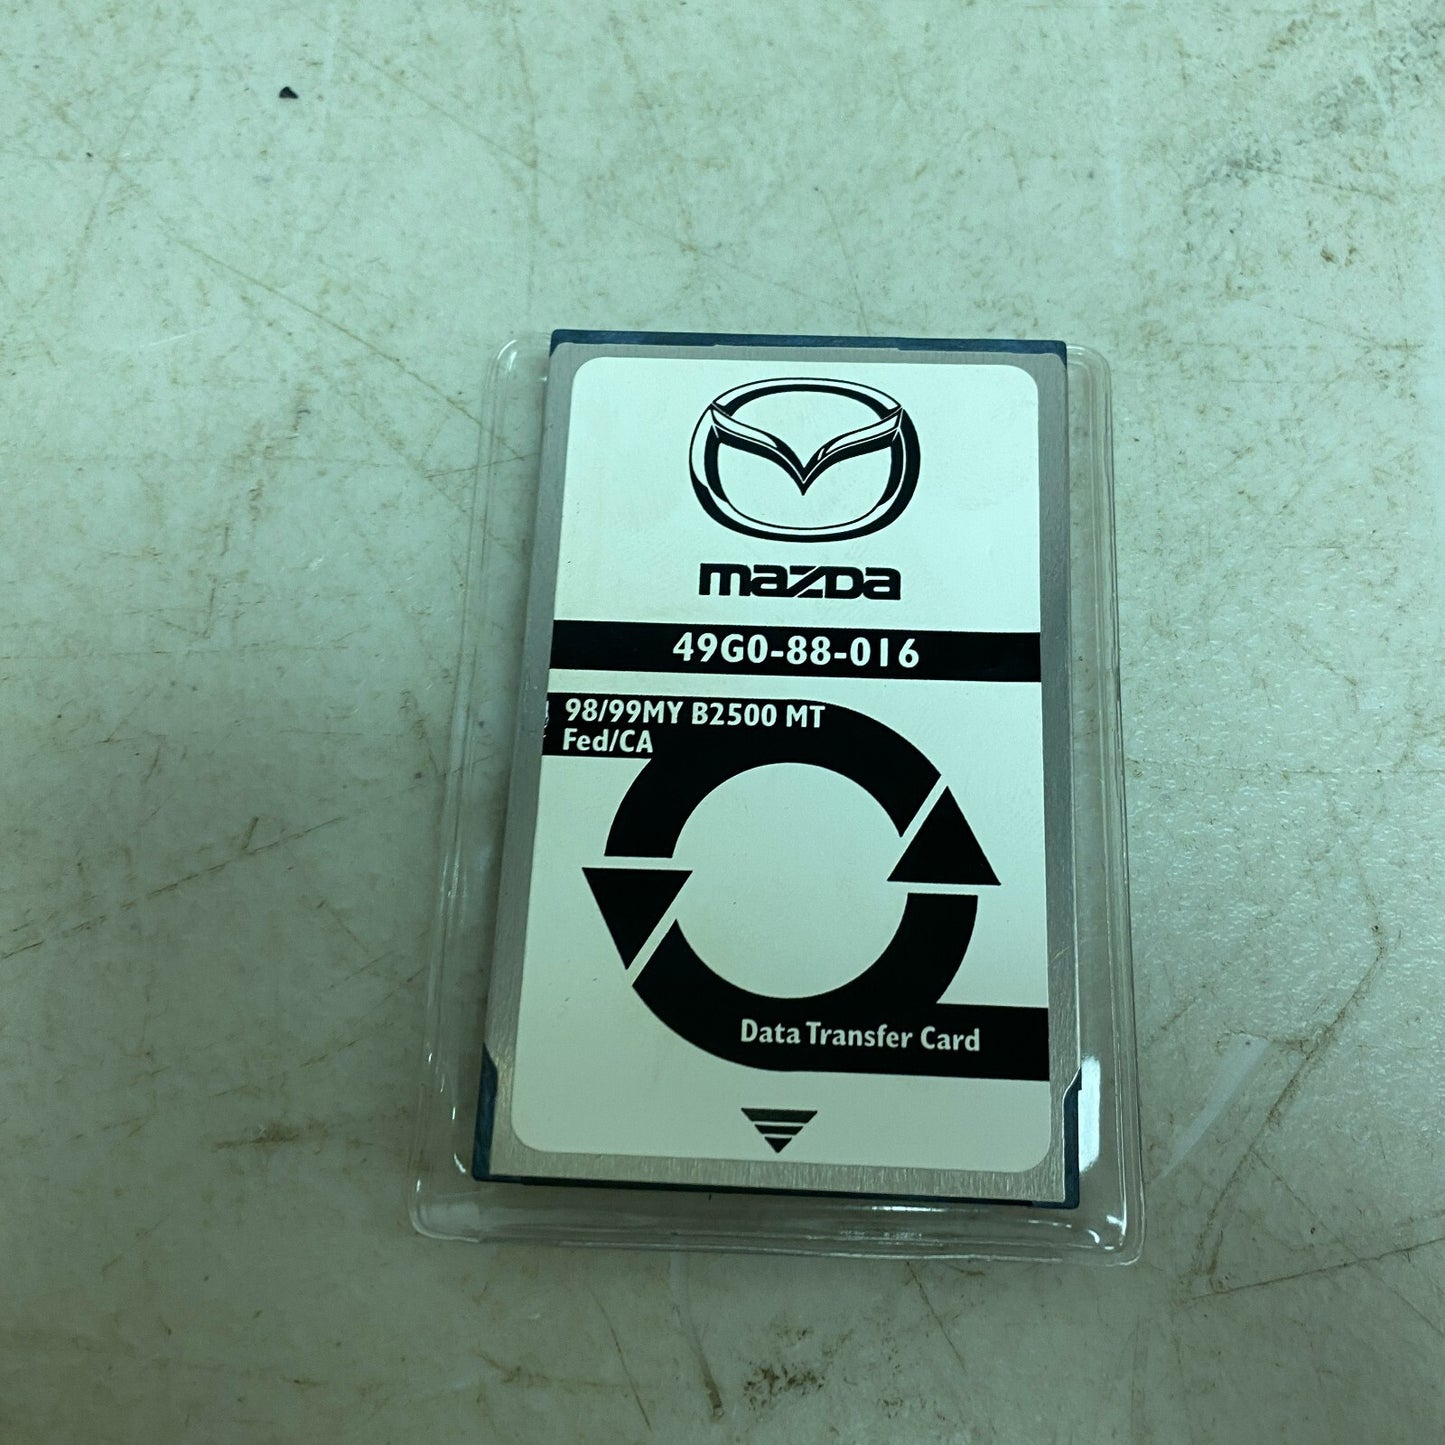 mazda
49G0-88-016
98/99MY B2500 MT
Fed/CA
Data Transfer Card